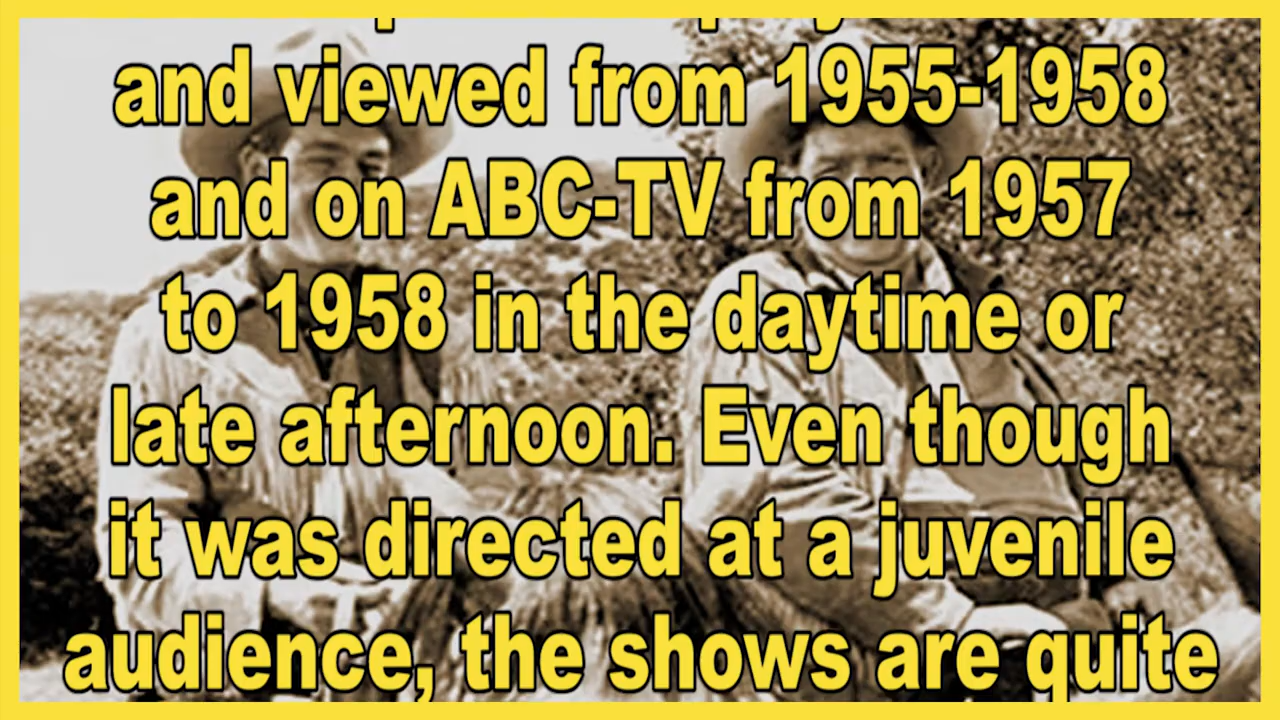 and viewed from 1955-1958
and on ABC-TV from 1957
to 1958 in the daytime or
late afternoon. Even though
it was directed at a juvenile
audience, the shows are quite